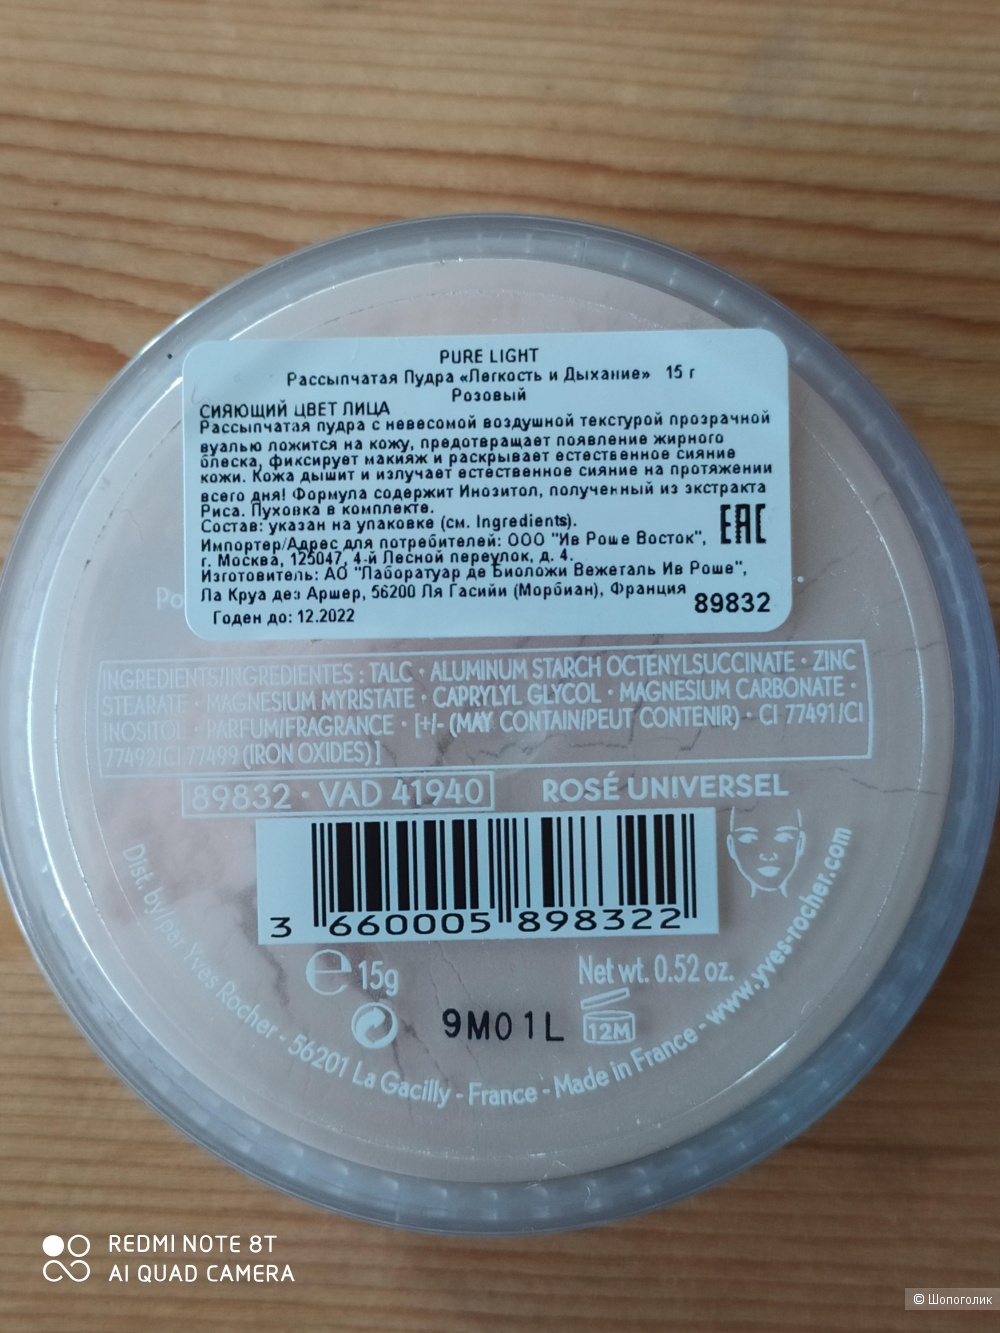 PURE LIGHT
Рассыпчатая Пудра «Легкость и Дыхание» 15 г
Розовый
СИЯЮЩИЙ ЦВЕТ ЛИЦА
Рассыпчатая пудра с невесомой воздушной текстурой прозрачной
вуалью ложится на кожу, предотвращает появление жирного
блеска, фиксирует макияж и раскрывает естественное сияние
кожи. Кожа дышит и излучает естественное сияние на протяжении
всего дня! Формула содержит Инозитол, полученный из экстракта
Риса. Пуховка в комплекте.
Состав: указан на упаковке (см. Ingredients).
Импортер/Адрес для потребителей: ООО "Ив Роше Восток",
г. Москва, 125047, 4-й Лесной переулок, д. 4.
Изготовитель: АО "Лаборатуар де Биоложи Вежеталь Ив Роше",
Ла Круа дез Аршер, 56200 Ля Гасийи (Морбиан), Франция
Годен до: 12.2022
EAC
89832
INGREDIENTS/INGREDIENTES : TALC · ALUMINUM STARCH OCTENYLSUCCINATE · ZINC
STEARATE · MAGNESIUM MYRISTATE · CAPRYLYL GLYCOL · MAGNESIUM CARBONATE ·
INOSITOL · PARFUM/FRAGRANCE · [+/- (MAY CONTAIN/PEUT CONTENIR) · CI 77491/CI
77492/CI 77499 (IRON OXIDES)]
89832 · VAD 41940 ROSÉ UNIVERSEL
3 660005 898322
e 15g Net wt. 0.52 oz.
9M01L 12M
Dist. by/par Yves Rocher - 56201 La Gacilly - France - Made in France - www.yves-rocher.com
REDMI NOTE 8T
AI QUAD CAMERA
© Шопоголик